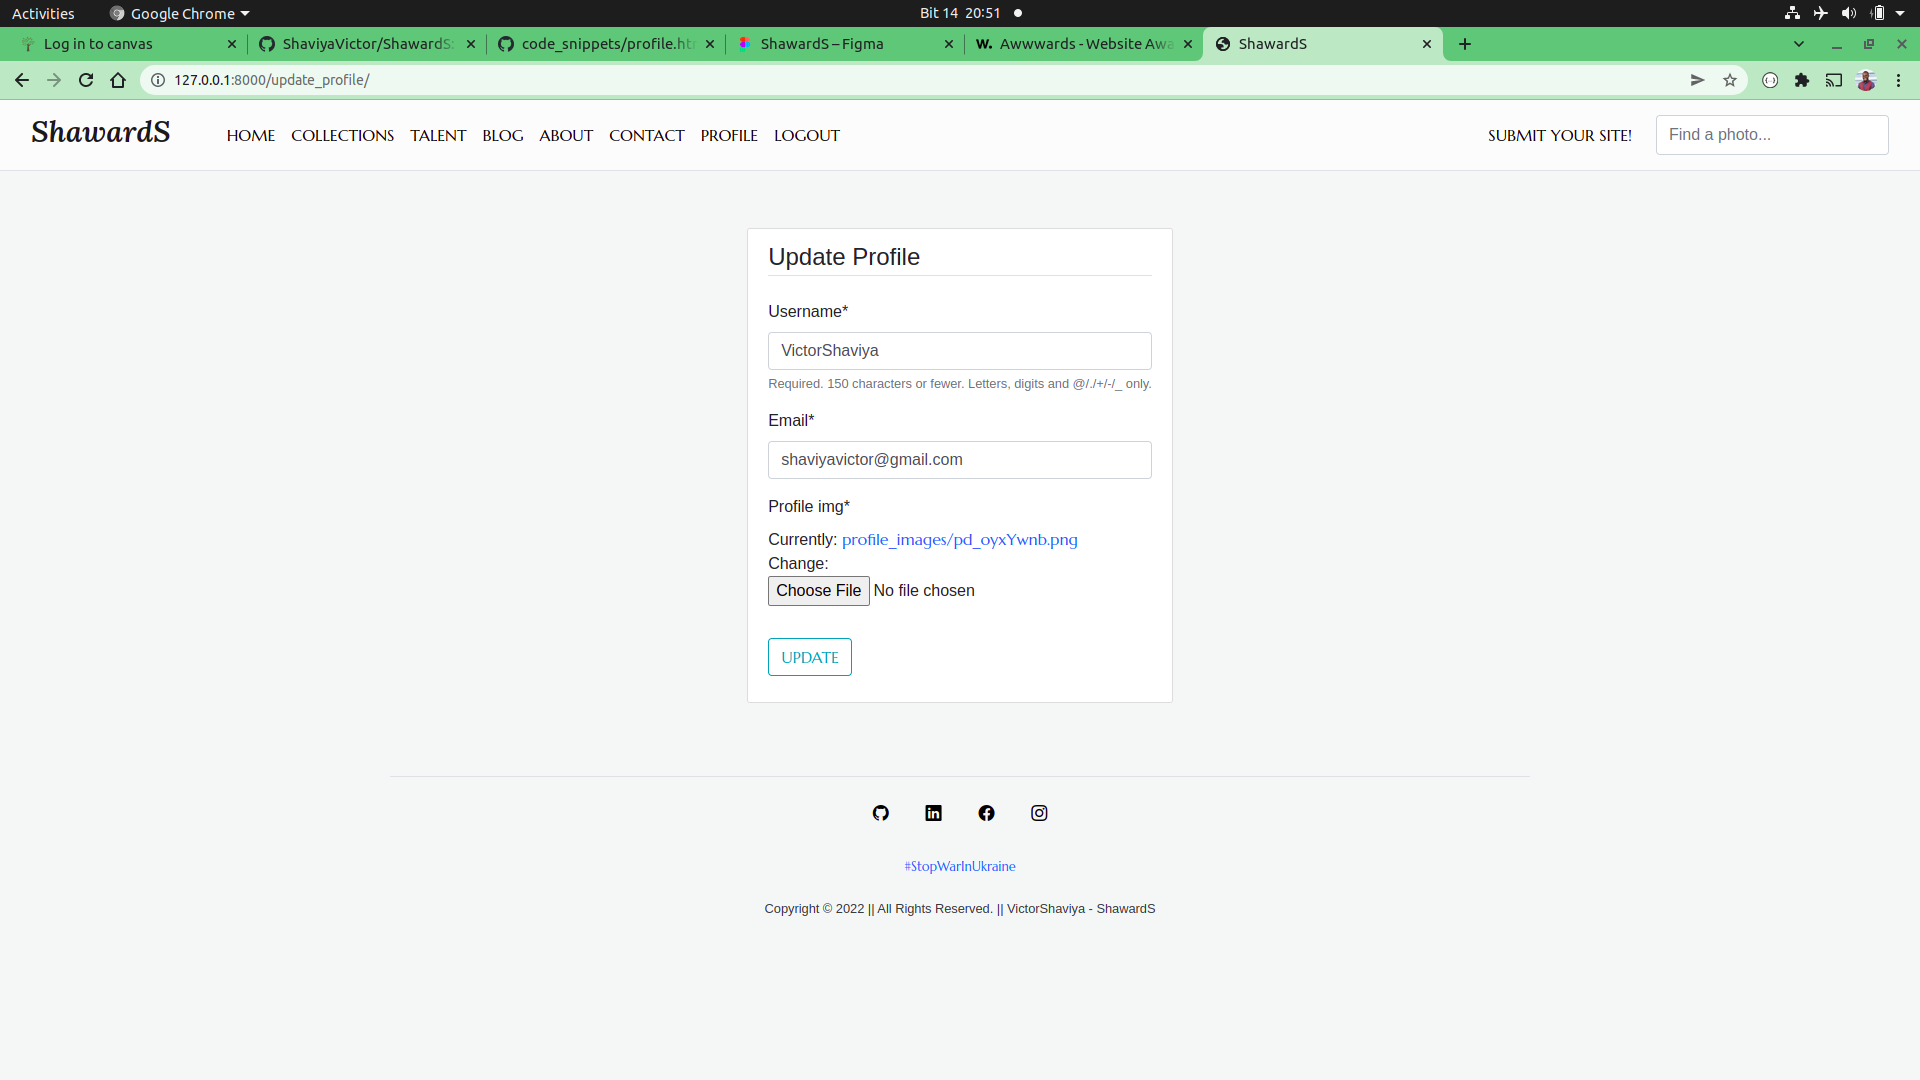 Activities Google Chrome Bit 14 20:51
Log in to canvas ShaviyaVictor/ShawardS: code_snippets/profile.ht ShawardS – Figma Awwwards - Website Awa ShawardS
127.0.0.1:8000/update_profile/
ShawardS HOME COLLECTIONS TALENT BLOG ABOUT CONTACT PROFILE LOGOUT SUBMIT YOUR SITE! Find a photo...
Update Profile
Username*
VictorShaviya
Required. 150 characters or fewer. Letters, digits and @/./+/-/_ only.
Email*
shaviyavictor@gmail.com
Profile img*
Currently: profile_images/pd_oyxYwnb.png
Change:
Choose File No file chosen
UPDATE
#StopWarInUkraine
Copyright © 2022 || All Rights Reserved. || VictorShaviya - ShawardS